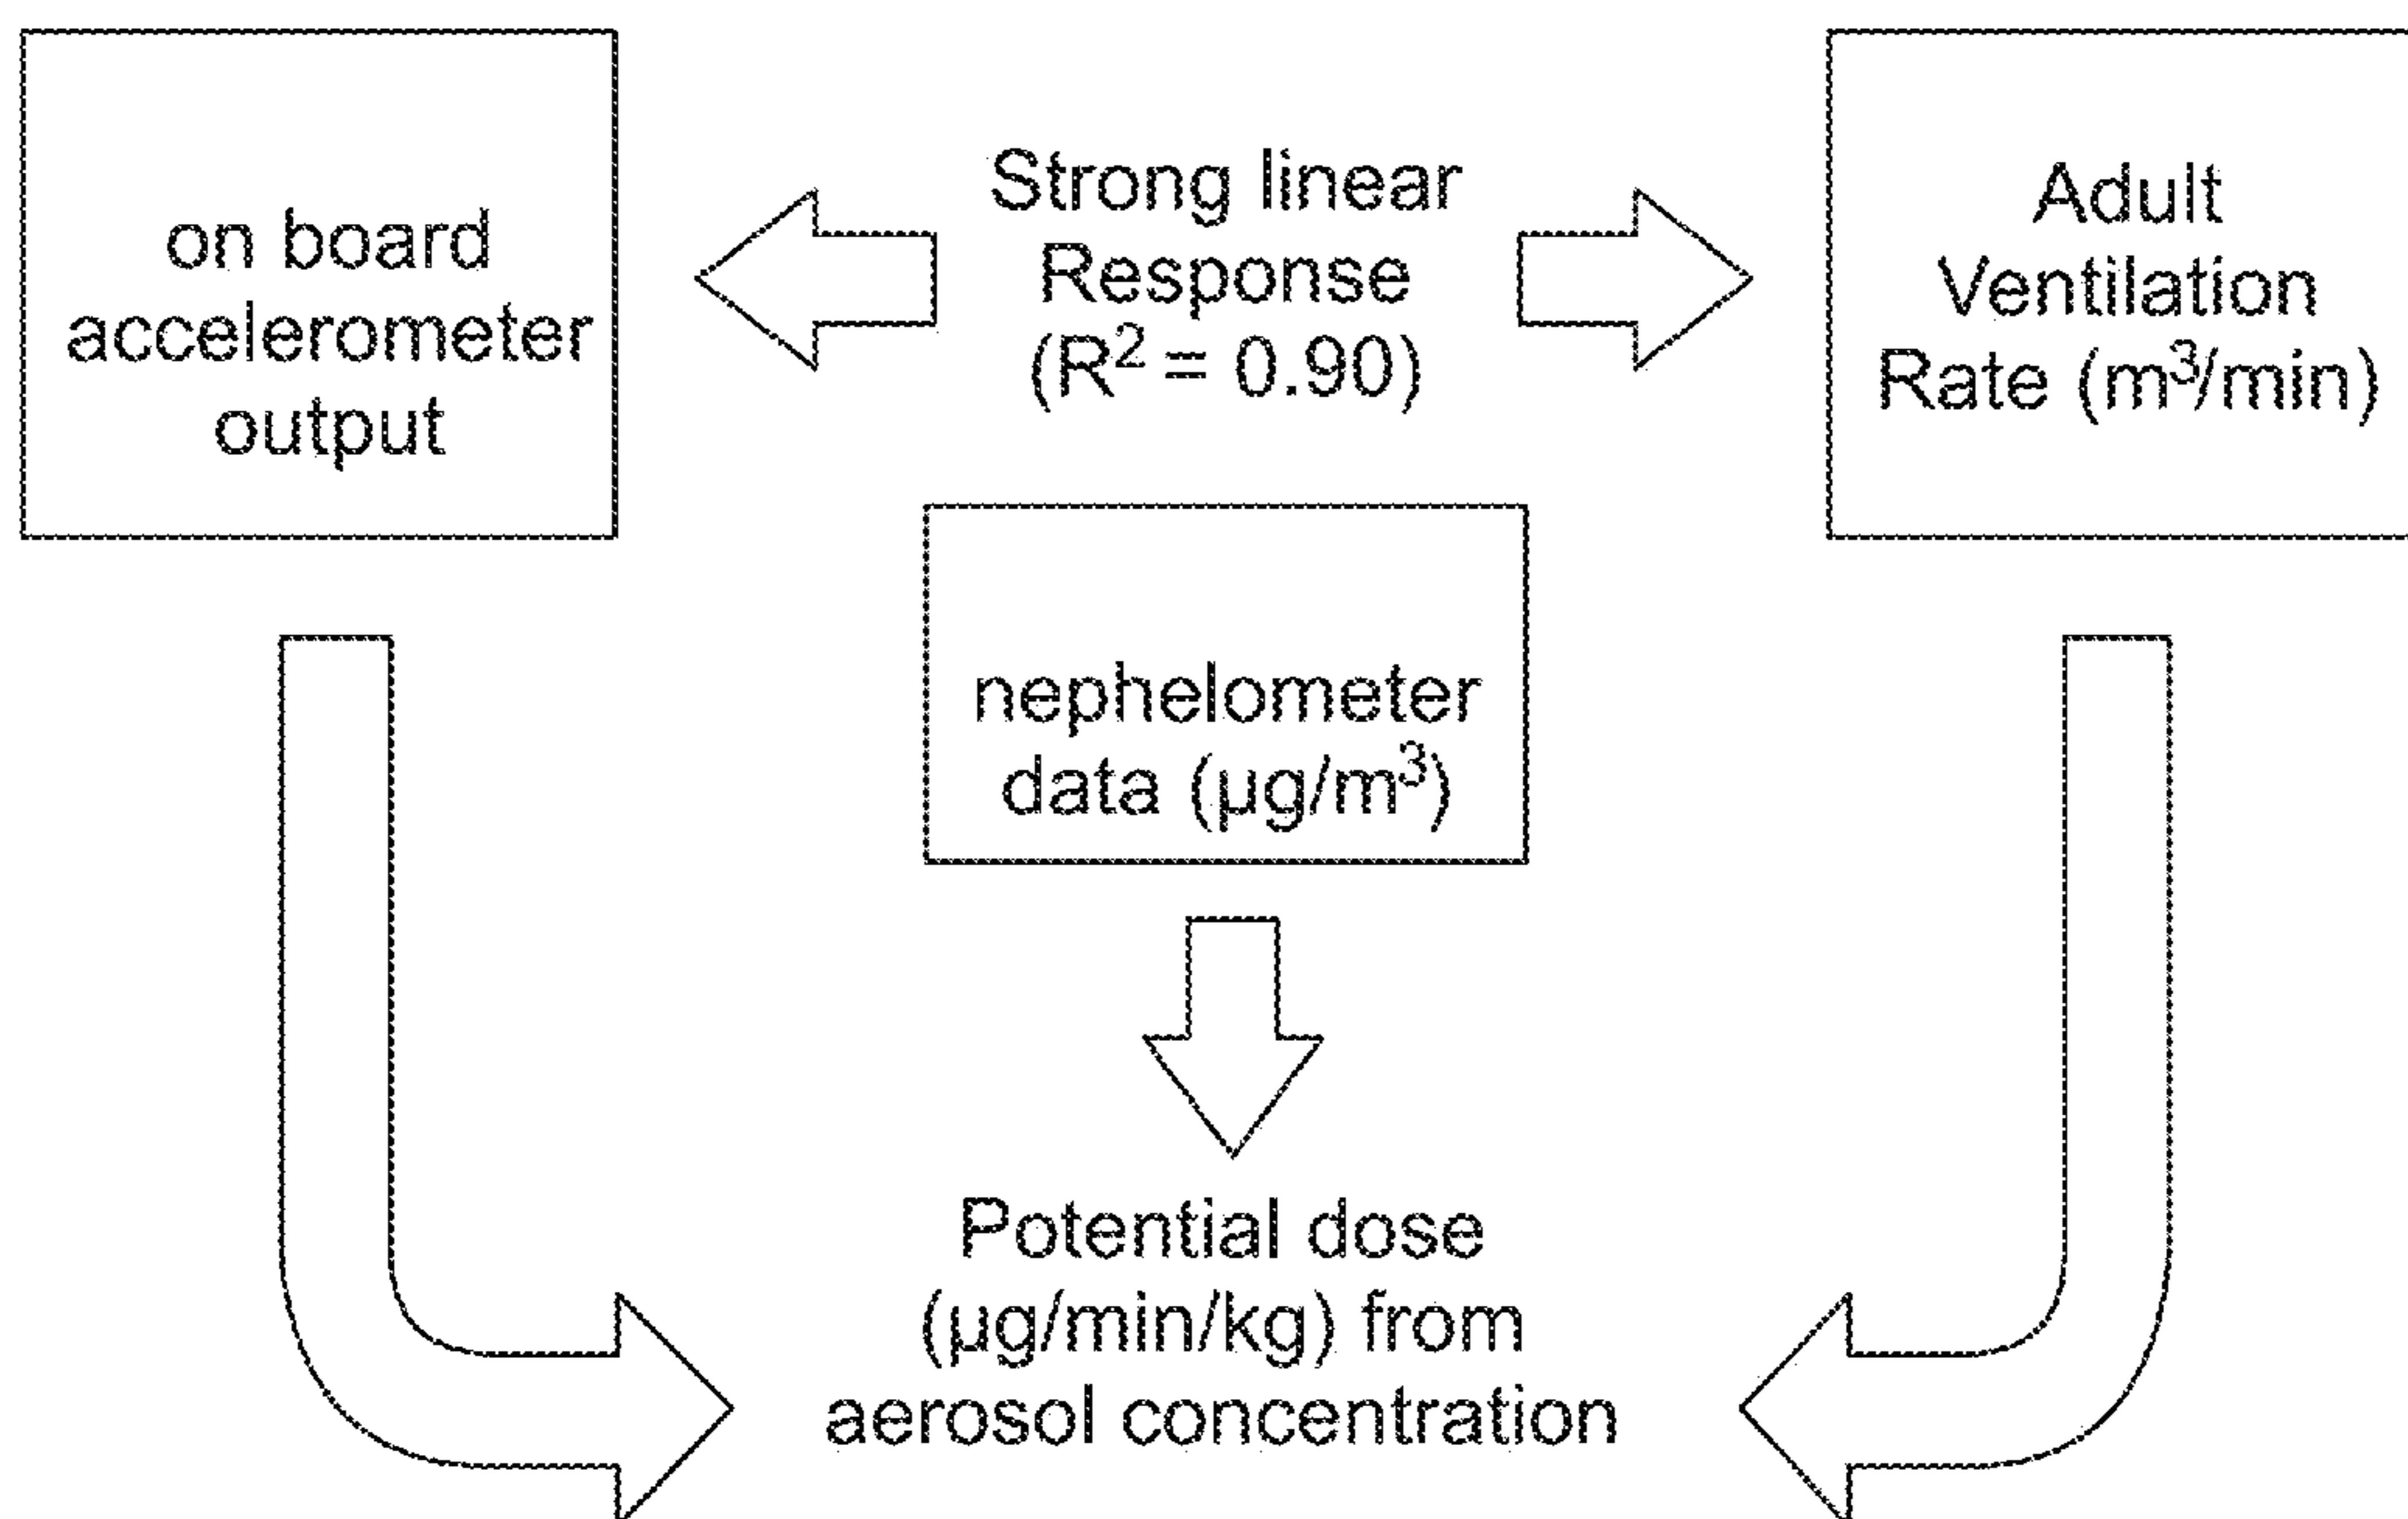 on board
accelerometer
output
Strong linear
Response
(R² = 0.90)
Adult
Ventilation
Rate (m³/min)
nephelometer
data (µg/m³)
Potential dose
(µg/min/kg) from
aerosol concentration